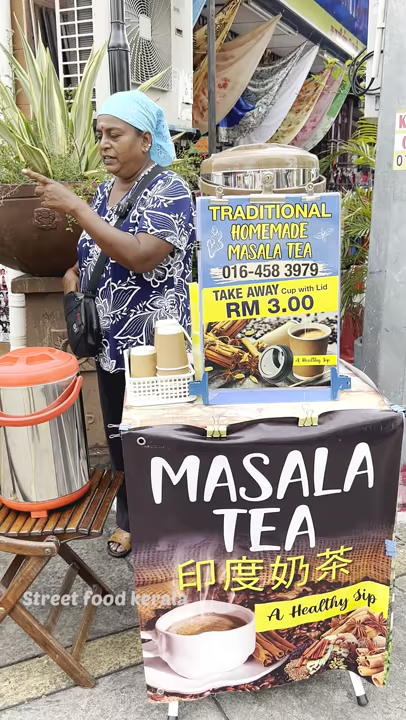 TRADITIONAL
HOMEMADE
MASALA TEA
016-458 3979
TAKE AWAY Cup with Lid
RM 3.00
A Healthy Sip
MASALA
TEA
印度奶茶
A Healthy Sip
Street food kerala